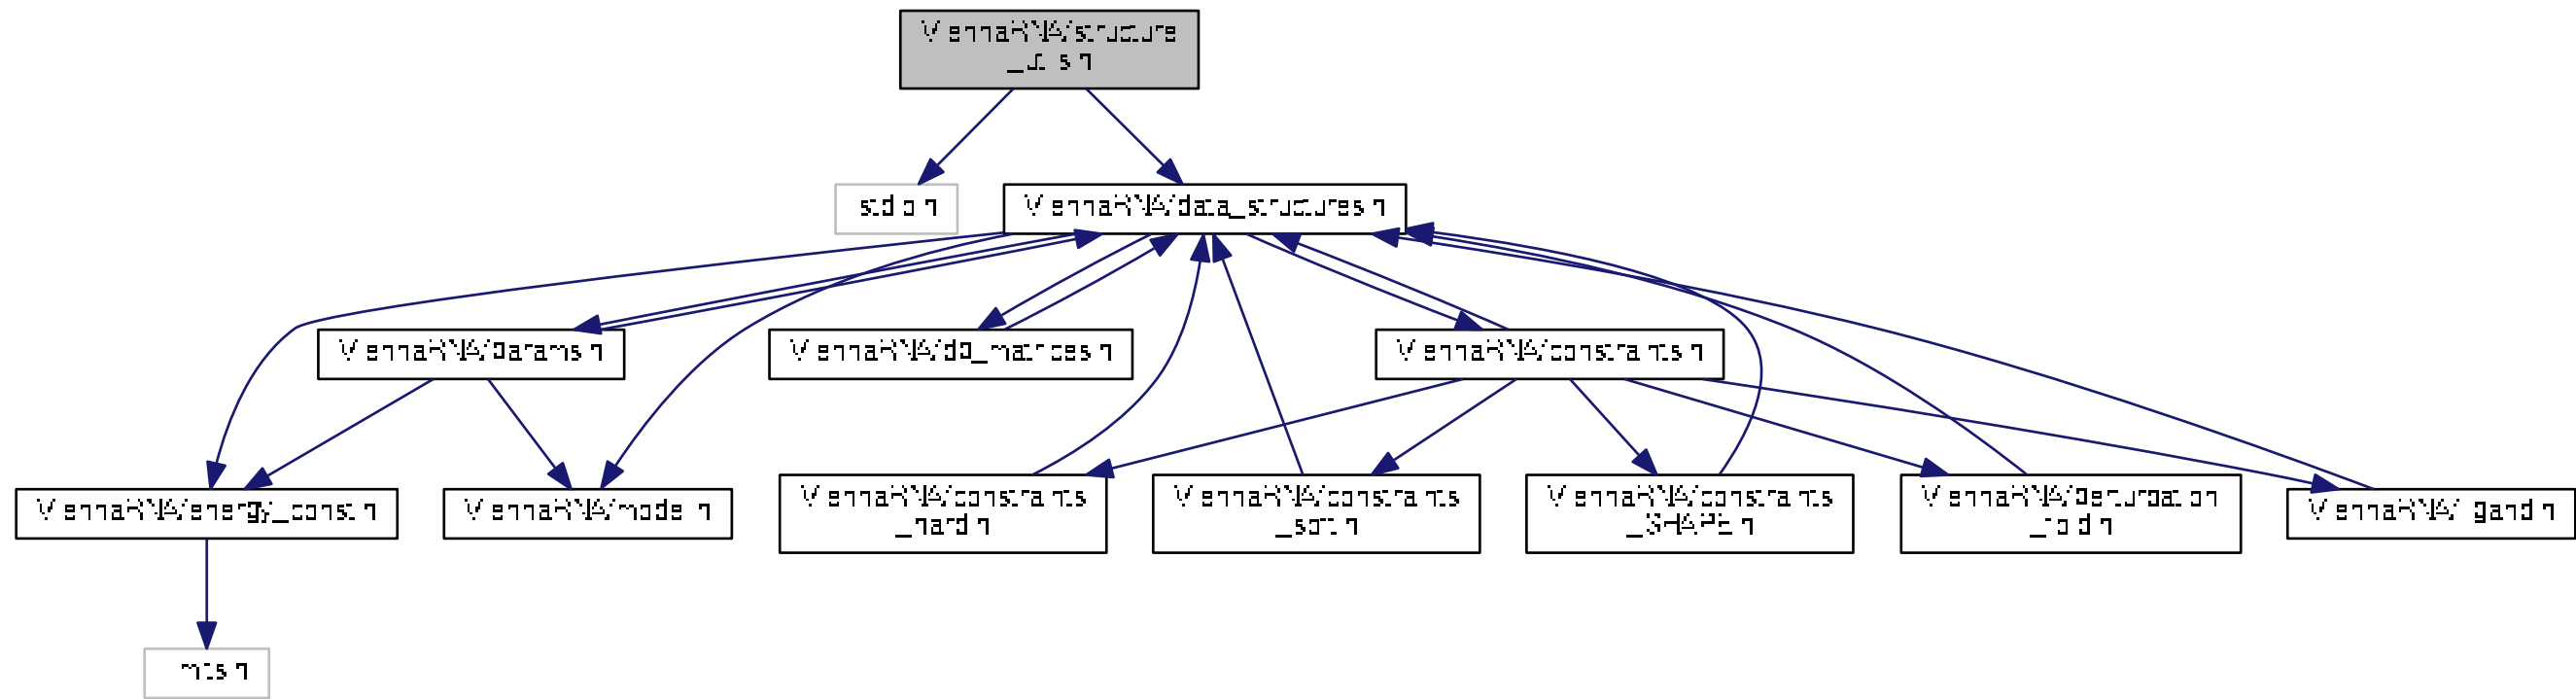 ViennaRNA/structure
_utils.h
stdio.h
ViennaRNA/data_structures.h
ViennaRNA/params.h
ViennaRNA/dp_matrices.h
ViennaRNA/constraints.h
ViennaRNA/energy_const.h
ViennaRNA/model.h
ViennaRNA/constraints
_hard.h
ViennaRNA/constraints
_soft.h
ViennaRNA/constraints
_SHAPE.h
ViennaRNA/perturbation
_fold.h
ViennaRNA/ligand.h
limits.h